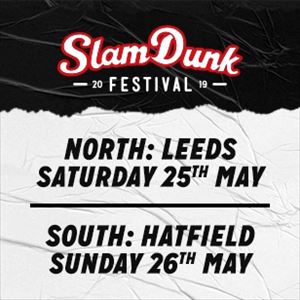 Slam Dunk
20 FESTIVAL 19
NORTH: LEEDS
SATURDAY 25TH MAY
SOUTH: HATFIELD
SUNDAY 26TH MAY